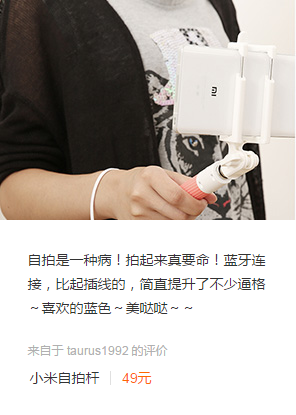 mi
自拍是一种病！拍起来真要命！蓝牙连
接，比起插线的，简直提升了不少逼格
～喜欢的蓝色～美哒哒～～
来自于 taurus1992 的评价
小米自拍杆 | 49元